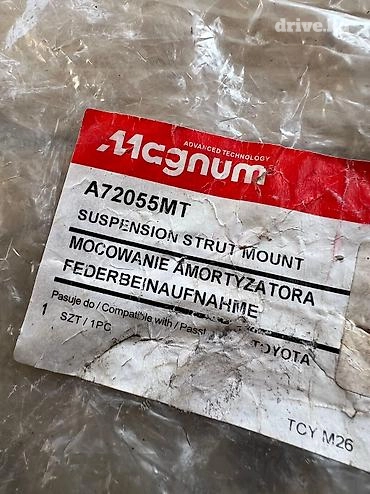 ADVANCED TECHNOLOGY
Magnum
A72055MT
SUSPENSION STRUT MOUNT
MOCOWANIE AMORTYZATORA
FEDERBEINAUFNAHME
Pasuje do / Compatible with / Passt
TOYOTA
1 SZT / 1PC
TCY M26